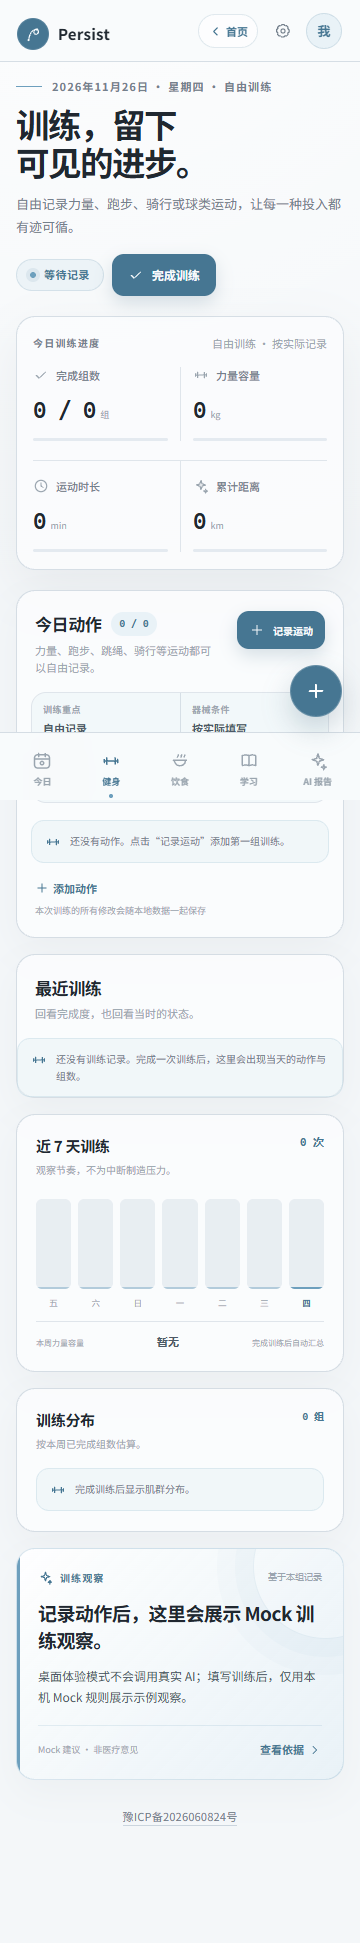 Persist
首页
我
2026年11月26日 · 星期四 · 自由训练
训练，留下
可见的进步。
自由记录力量、跑步、骑行或球类运动，让每一种投入都
有迹可循。
等待记录
完成训练
今日训练进度
自由训练 · 按实际记录
完成组数
力量容量
0 / 0 组
0 kg
运动时长
累计距离
0 min
0 km
今日动作
0 / 0
记录运动
力量、跑步、跳绳、骑行等运动都可
以自由记录。
训练重点
器械条件
自由记录
按实际填写
今日
健身
饮食
学习
AI 报告
还没有动作。点击“记录运动”添加第一组训练。
添加动作
本次训练的所有修改会随本地数据一起保存
最近训练
回看完成度，也回看当时的状态。
还没有训练记录。完成一次训练后，这里会出现当天的动作与
组数。
近 7 天训练
0 次
观察节奏，不为中断制造压力。
五
六
日
一
二
三
四
本周力量容量
暂无
完成训练后自动汇总
训练分布
0 组
按本周已完成组数估算。
完成训练后显示肌群分布。
训练观察
基于本组记录
记录动作后，这里会展示 Mock 训
练观察。
桌面体验模式不会调用真实 AI；填写训练后，仅用本
机 Mock 规则展示示例观察。
Mock 建议 · 非医疗意见
查看依据
豫ICP备2026060824号